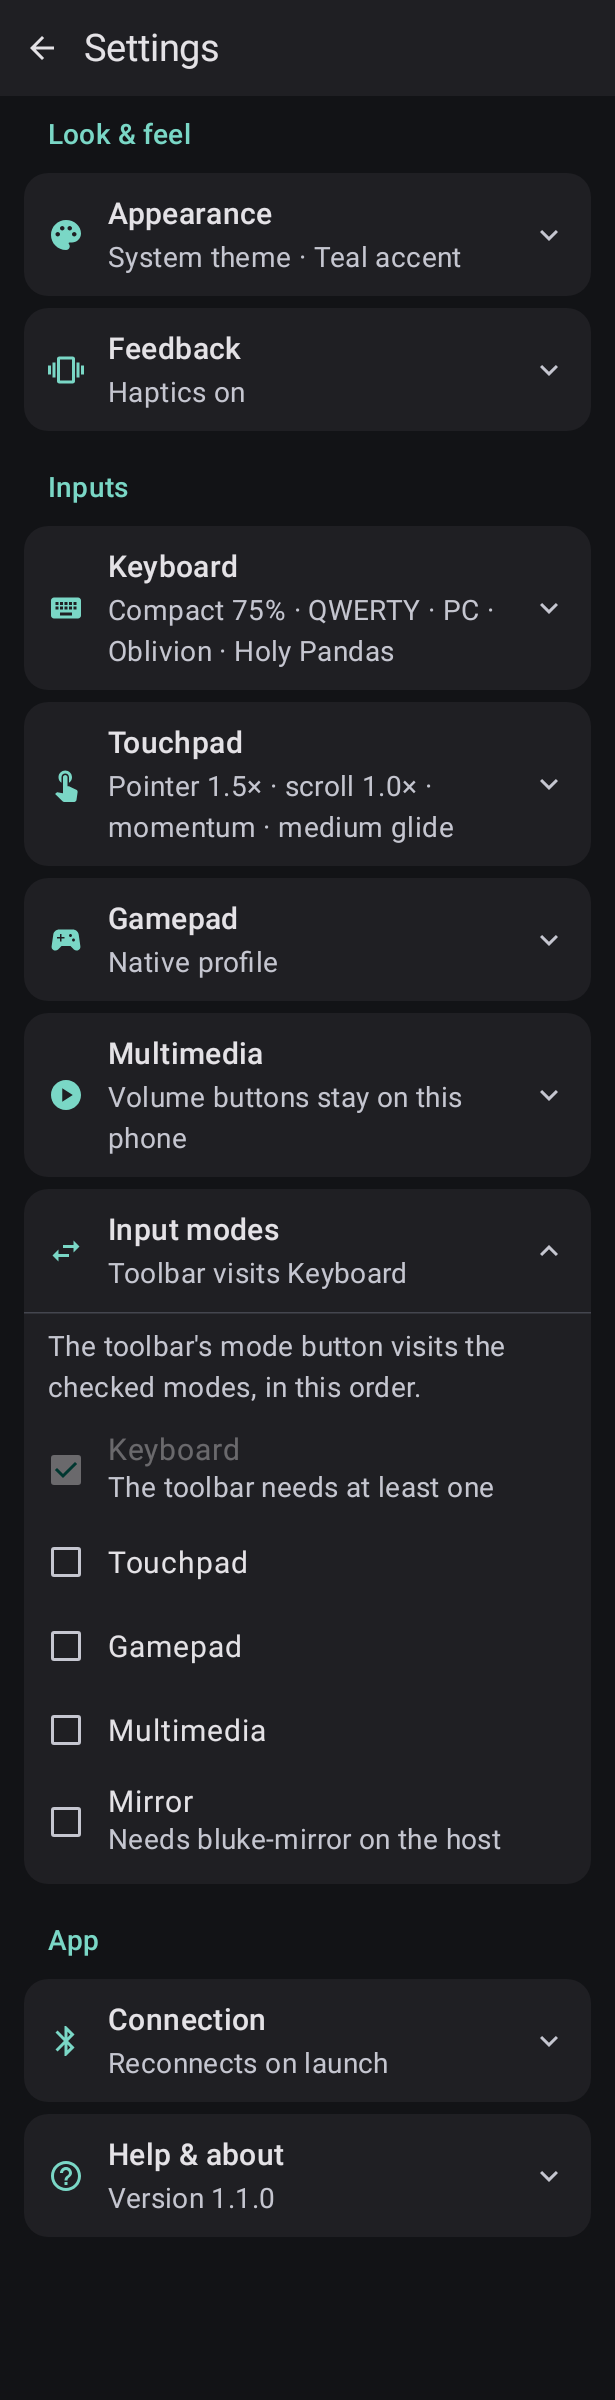 Settings
Look & feel
Appearance
System theme · Teal accent
Feedback
Haptics on
Inputs
Keyboard
Compact 75% · QWERTY · PC ·
Oblivion · Holy Pandas
Touchpad
Pointer 1.5× · scroll 1.0× ·
momentum · medium glide
Gamepad
Native profile
Multimedia
Volume buttons stay on this
phone
Input modes
Toolbar visits Keyboard
The toolbar's mode button visits the
checked modes, in this order.
Keyboard
The toolbar needs at least one
Touchpad
Gamepad
Multimedia
Mirror
Needs bluke-mirror on the host
App
Connection
Reconnects on launch
Help & about
Version 1.1.0